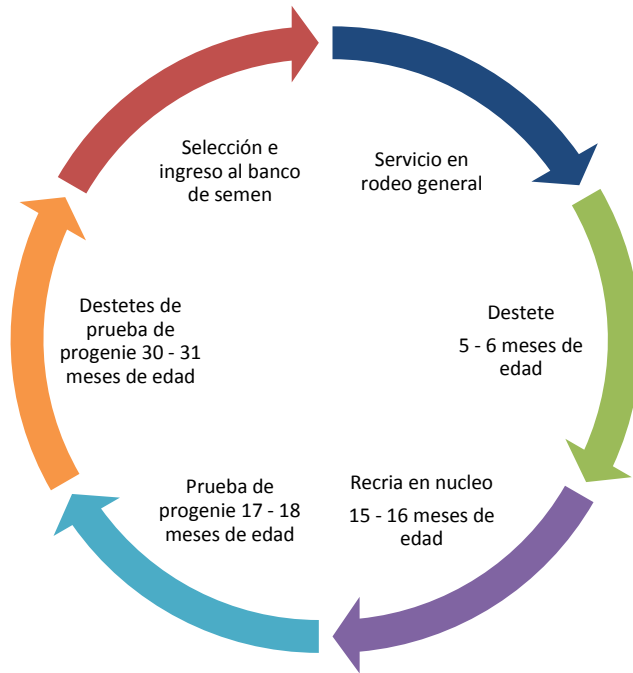 Servicio en
rodeo general
Destete
5 - 6 meses de
edad
Recria en nucleo
15 - 16 meses de
edad
Prueba de
progenie 17 - 18
meses de edad
Destetes de
prueba de
progenie 30 - 31
meses de edad
Selección e
ingreso al banco
de semen